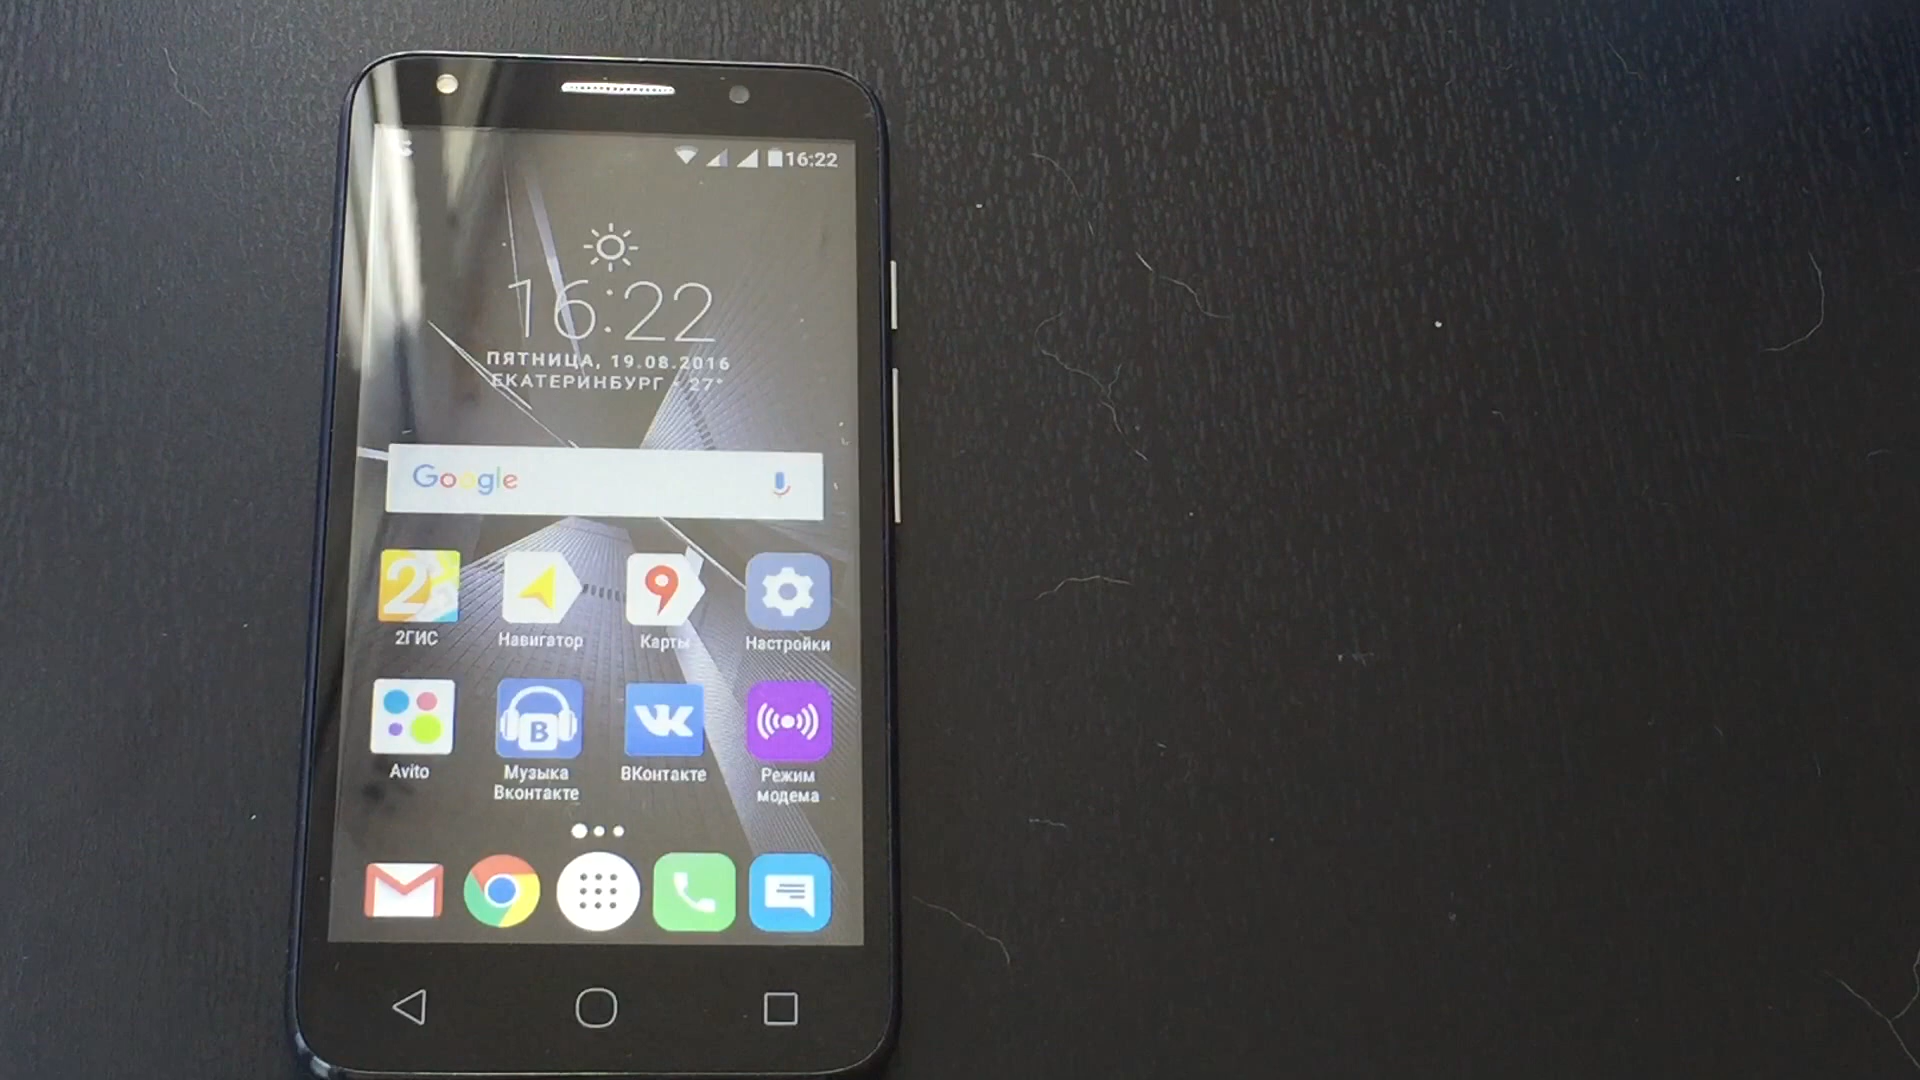 16:22
16:22
ПЯТНИЦА, 19.08.2016
ЕКАТЕРИНБУРГ - 27°
Google
2
2ГИС
Навигатор
Карты
Настройки
B
Avito
Музыка
Вконтакте
ВКонтакте
Режим
модема